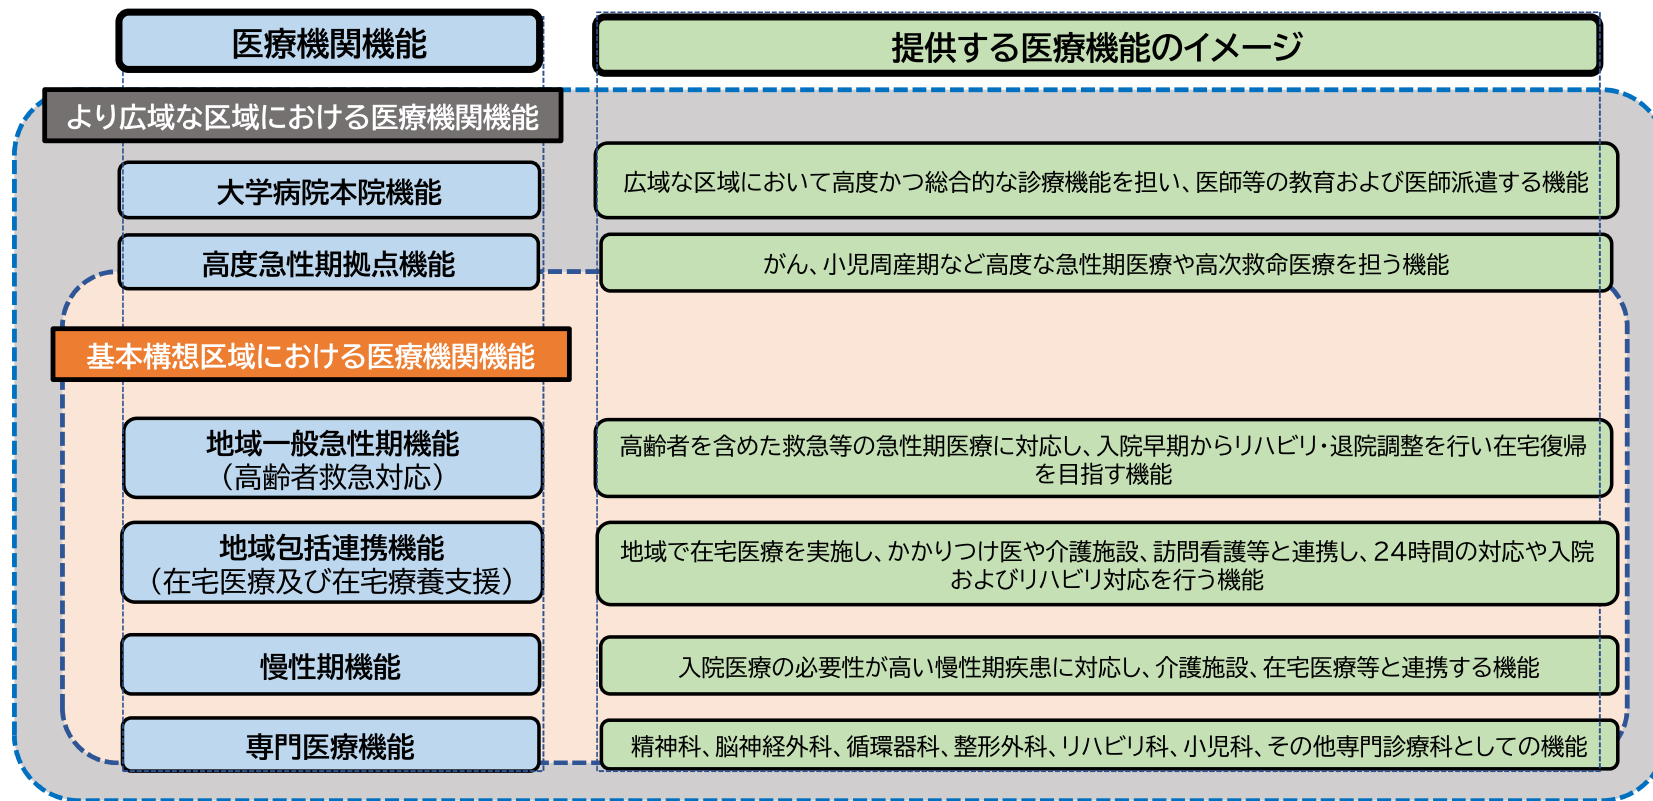 医療機関機能
提供する医療機能のイメージ
より広域な区域における医療機関機能
大学病院本院機能
広域な区域において高度かつ総合的な診療機能を担い、医師等の教育および医師派遣する機能
高度急性期拠点機能
がん、小児周産期など高度な急性期医療や高次救命医療を担う機能
基本構想区域における医療機関機能
地域一般急性期機能
（高齢者救急対応）
高齢者を含めた救急等の急性期医療に対応し、入院早期からリハビリ・退院調整を行い在宅復帰
を目指す機能
地域包括連携機能
（在宅医療及び在宅療養支援）
地域で在宅医療を実施し、かかりつけ医や介護施設、訪問看護等と連携し、24時間の対応や入院
およびリハビリ対応を行う機能
慢性期機能
入院医療の必要性が高い慢性期疾患に対応し、介護施設、在宅医療等と連携する機能
専門医療機能
精神科、脳神経外科、循環器科、整形外科、リハビリ科、小児科、その他専門診療科としての機能